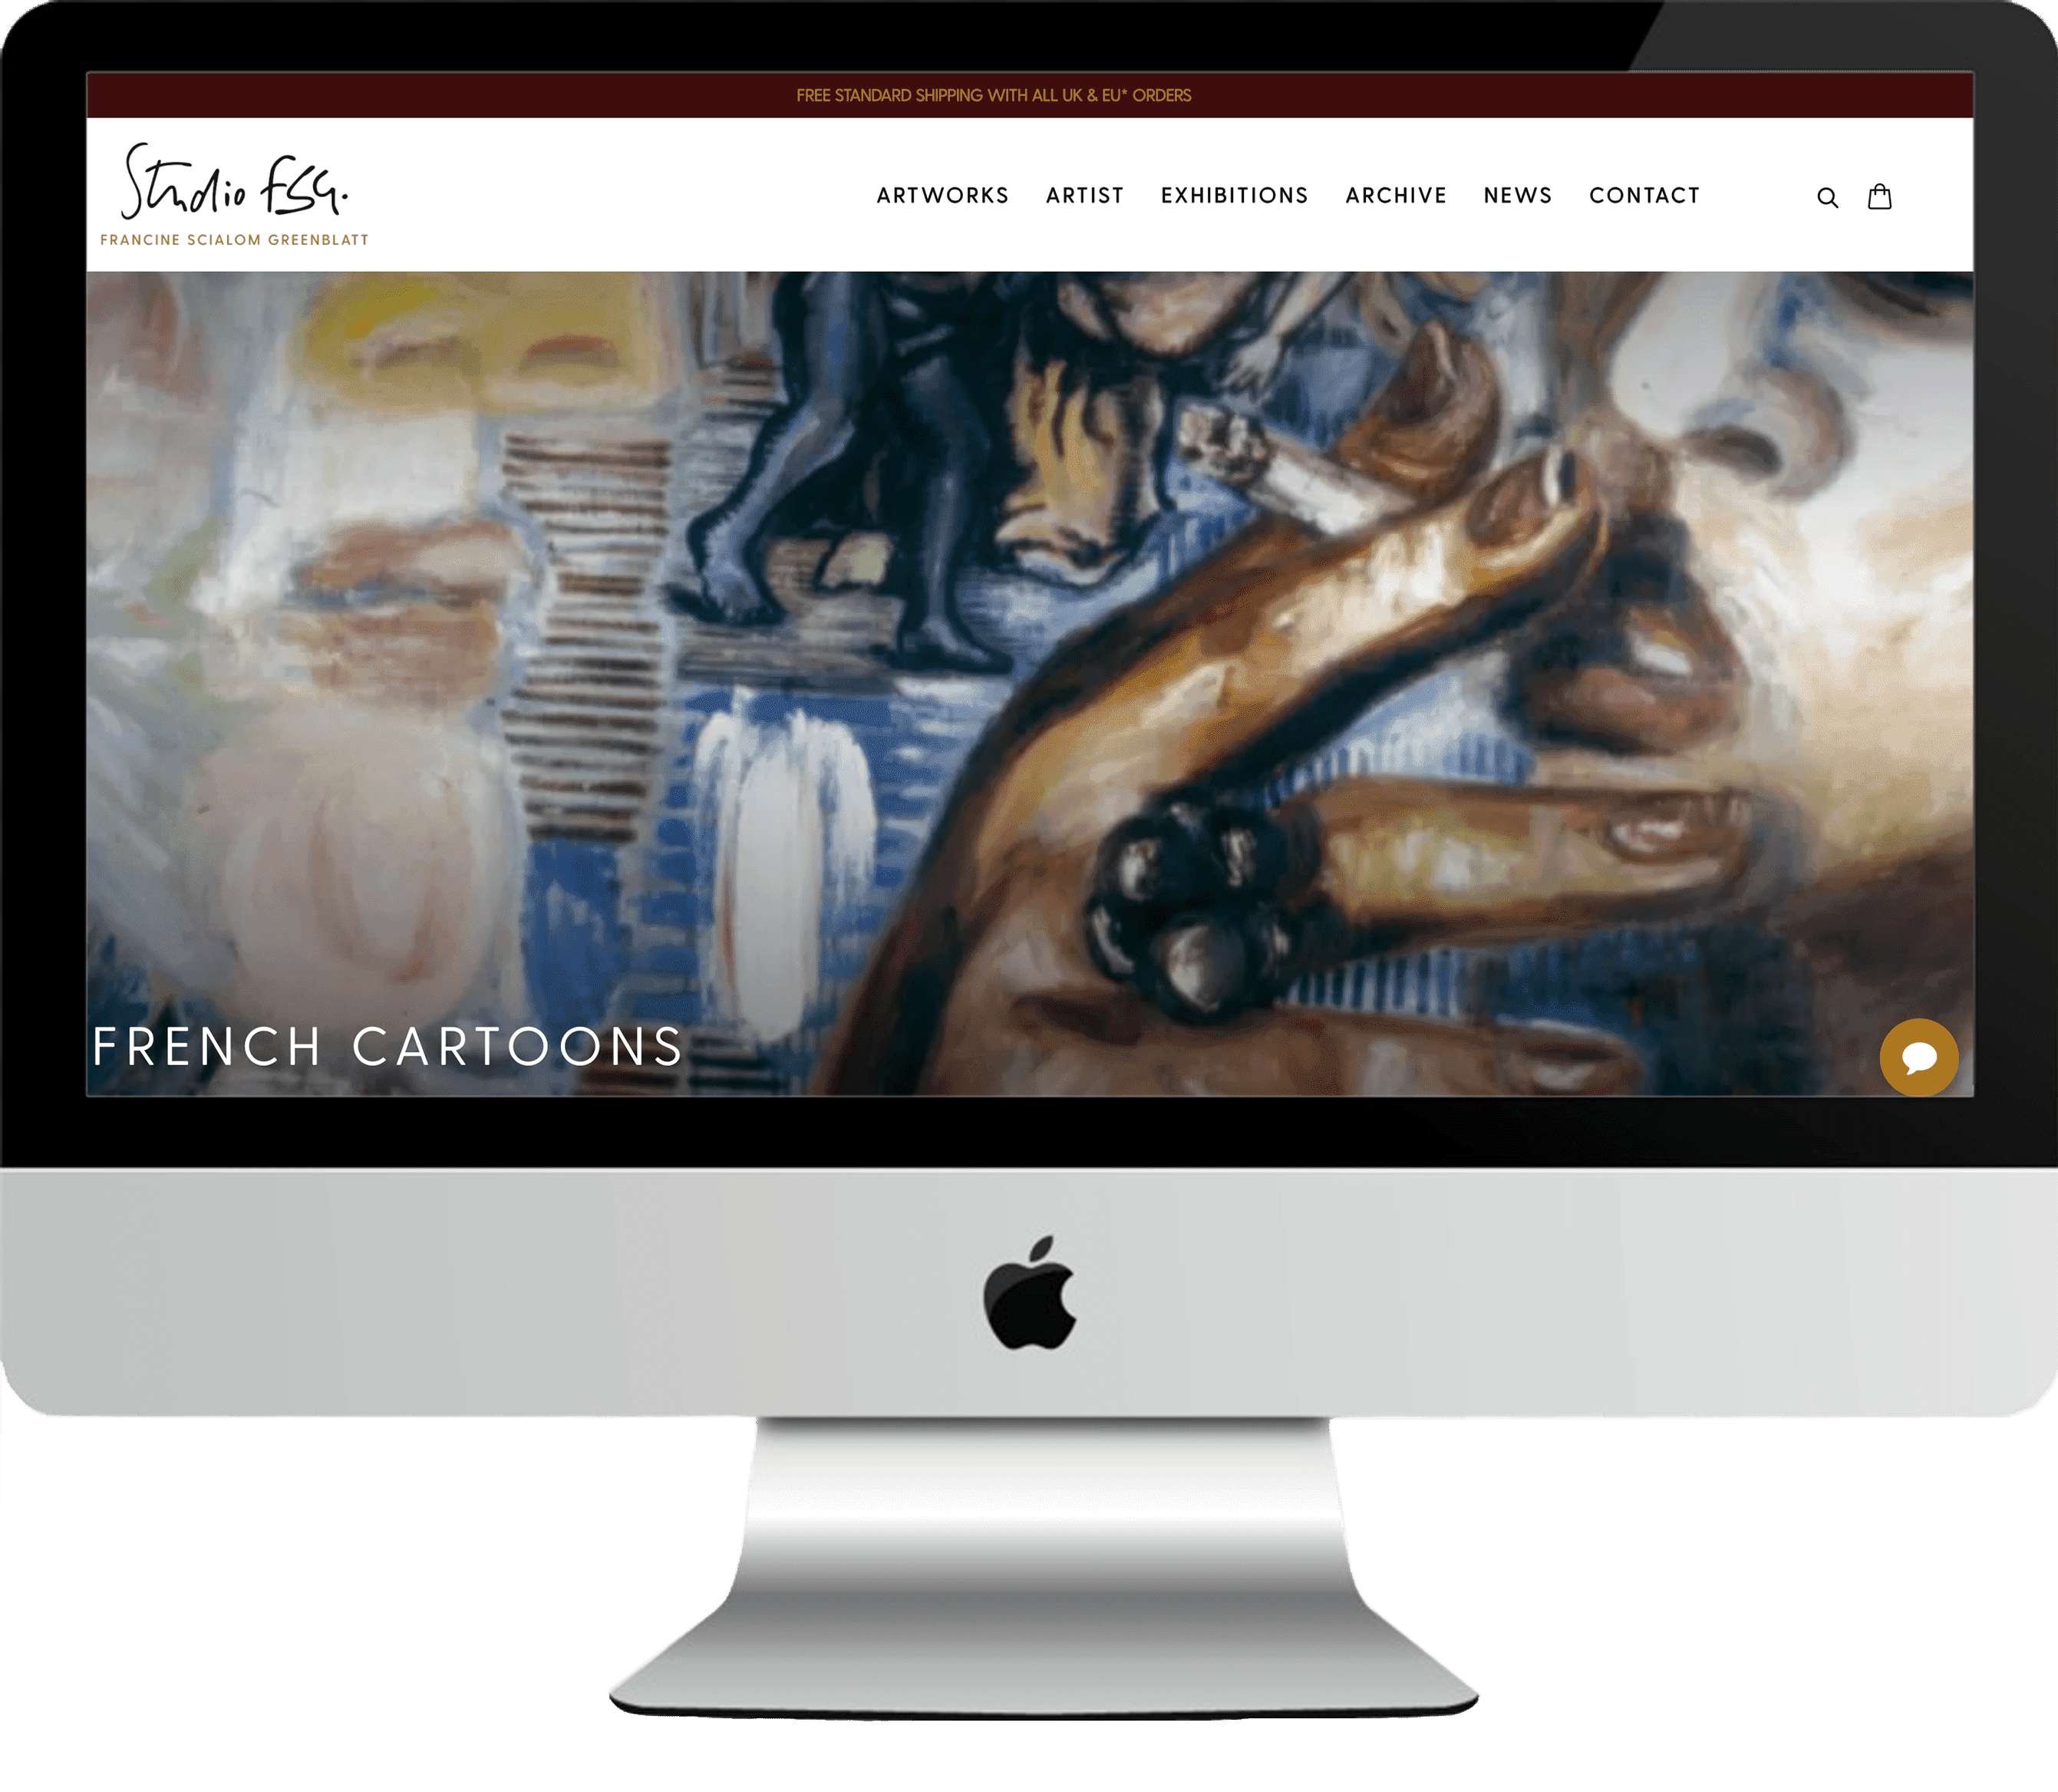 FREE STANDARD SHIPPING WITH ALL UK & EU* ORDERS
Studio FSG.
FRANCINE SCIALOM GREENBLATT
ARTWORKS ARTIST EXHIBITIONS ARCHIVE NEWS CONTACT
FRENCH CARTOONS